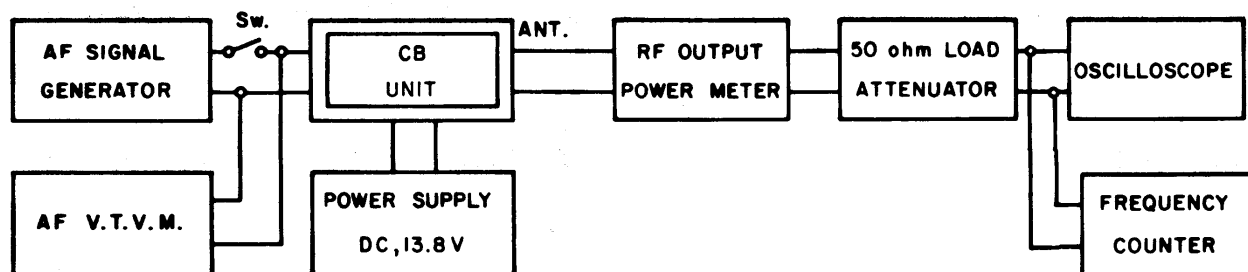 Sw.
AF SIGNAL
GENERATOR
CB
UNIT
ANT.
RF OUTPUT
POWER METER
50 ohm LOAD
ATTENUATOR
OSCILLOSCOPE
AF V.T.V.M.
POWER SUPPLY
DC, 13.8V
FREQUENCY
COUNTER